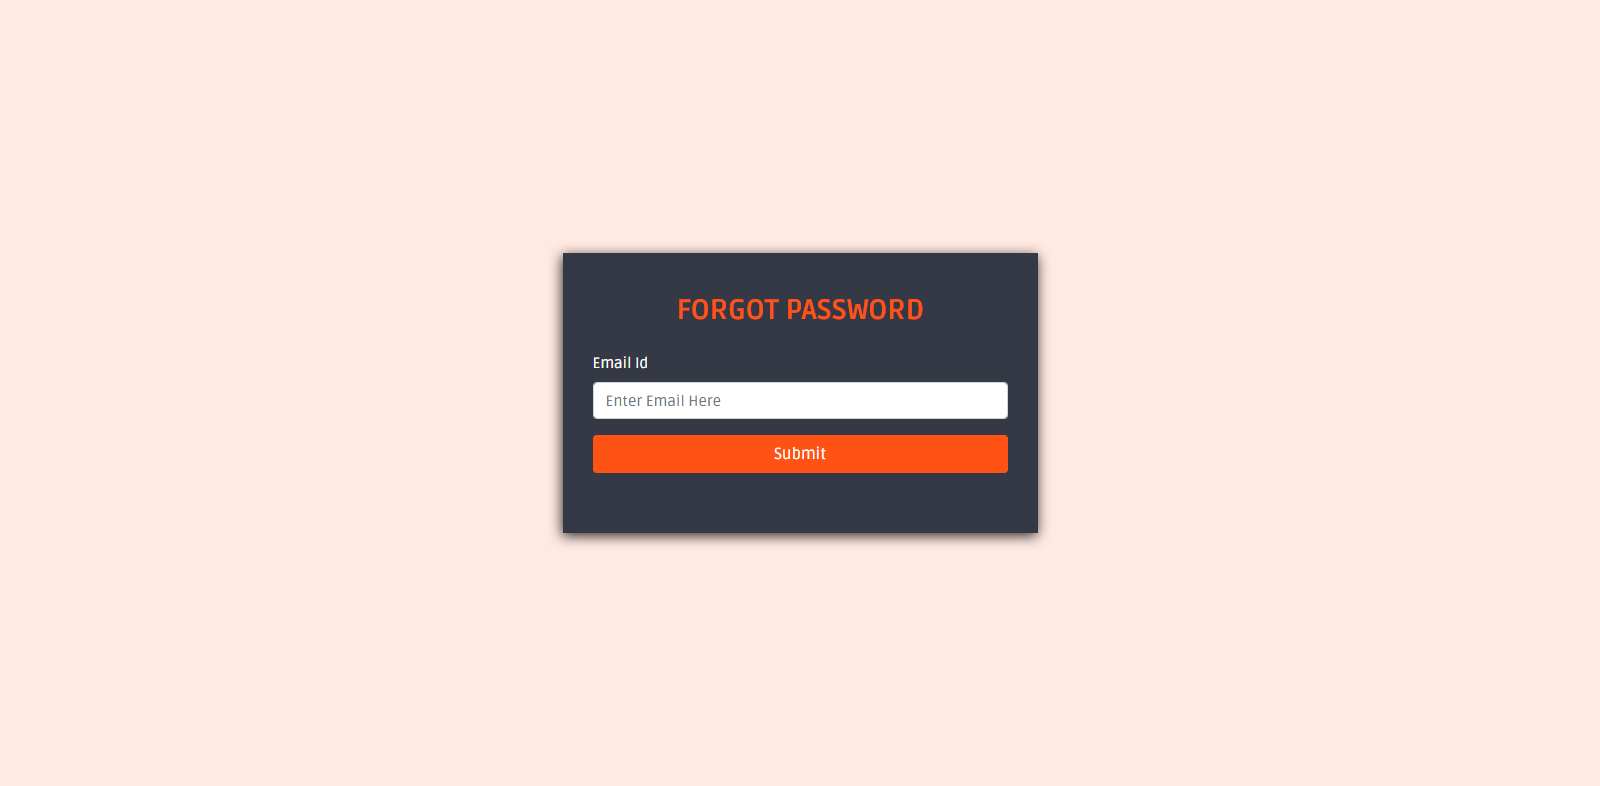 FORGOT PASSWORD
Email Id
Enter Email Here
Submit